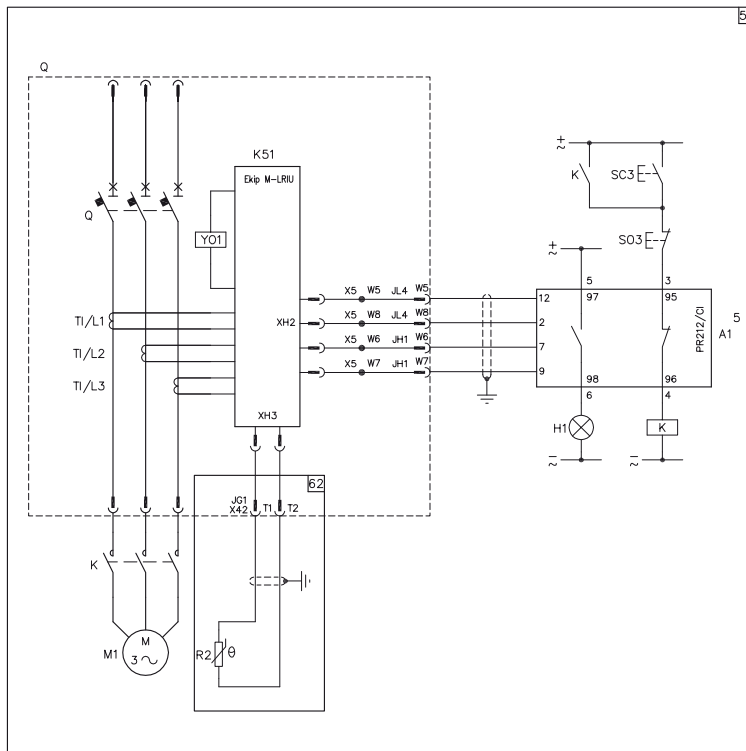 5
Q
K51
Ekip M-LRIU
Q
YO1
TI/L1
TI/L2
TI/L3
XH2
XH3
X5 W5 JL4 W5
X5 W8 JL4 W8
X5 W6 JH1 W6
X5 W7 JH1 W7
12
2
7
9
+
~
K
SC3
SO3
+
~
5
3
97
95
PR212/CI
5
A1
98
96
6
4
H1
K
–
~
–
~
62
JG1
X42
T1
T2
K
M1
M
3 ~
R2
θ